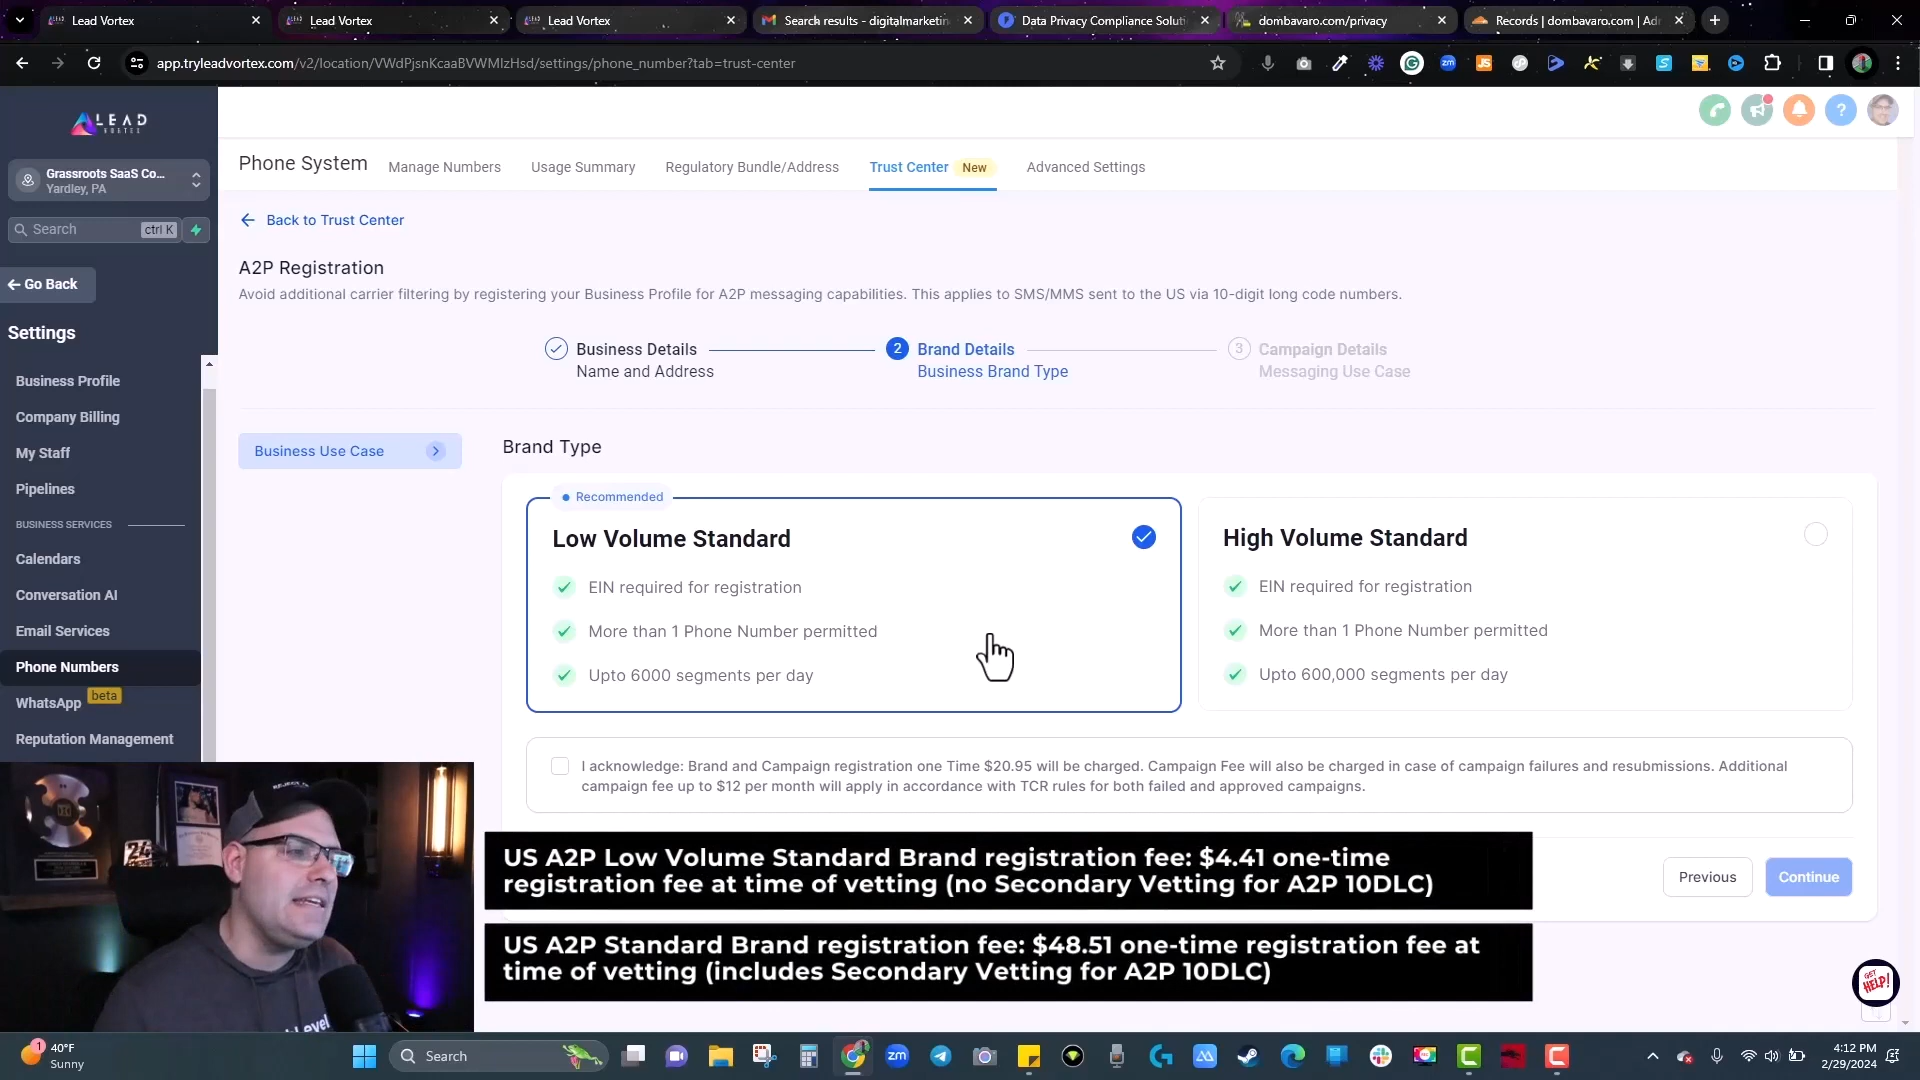 Lead Vortex
Lead Vortex
Lead Vortex
Search results - digitalmarketin
Data Privacy Compliance Soluti
dombavaro.com/privacy
Records | dombavaro.com | Adr
app.tryleadvortex.com/v2/location/VWdPjsnKcaaBVWMlzHsd/settings/phone_number?tab=trust-center
LEAD
VORTEX
Grassroots SaaS Co...
Yardley, PA
Search
ctrl K
Go Back
Settings
Business Profile
Company Billing
My Staff
Pipelines
BUSINESS SERVICES
Calendars
Conversation AI
Email Services
Phone Numbers
WhatsApp beta
Reputation Management
Phone System
Manage Numbers
Usage Summary
Regulatory Bundle/Address
Trust Center New
Advanced Settings
Back to Trust Center
A2P Registration
Avoid additional carrier filtering by registering your Business Profile for A2P messaging capabilities. This applies to SMS/MMS sent to the US via 10-digit long code numbers.
Business Details
Name and Address
2 Brand Details
Business Brand Type
3 Campaign Details
Messaging Use Case
Business Use Case
Brand Type
Recommended
Low Volume Standard
EIN required for registration
More than 1 Phone Number permitted
Upto 6000 segments per day
High Volume Standard
EIN required for registration
More than 1 Phone Number permitted
Upto 600,000 segments per day
I acknowledge: Brand and Campaign registration one Time $20.95 will be charged. Campaign Fee will also be charged in case of campaign failures and resubmissions. Additional
campaign fee up to $12 per month will apply in accordance with TCR rules for both failed and approved campaigns.
US A2P Low Volume Standard Brand registration fee: $4.41 one-time
registration fee at time of vetting (no Secondary Vetting for A2P 10DLC)
Previous
Continue
US A2P Standard Brand registration fee: $48.51 one-time registration fee at
time of vetting (includes Secondary Vetting for A2P 10DLC)
GET
HELP!
1
40°F
Sunny
Search
zm
4:12 PM
2/29/2024